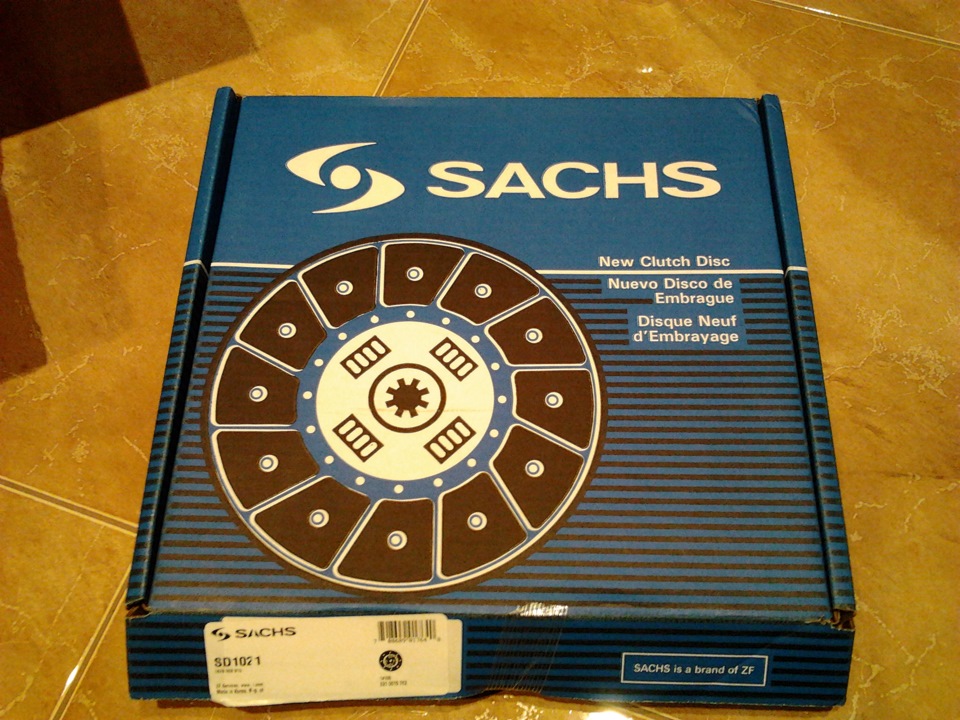 SACHS
New Clutch Disc
Nuevo Disco de
Embrague
Disque Neuf
d'Embrayage
SACHS
SD1021
SACHS is a brand of ZF